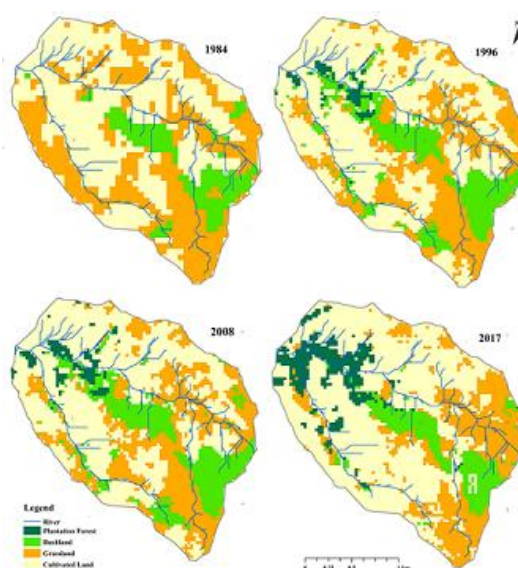 1984
1996
2008
2017
Legend
River
Plantation Forest
Bushland
Grassland
Cultivated Land